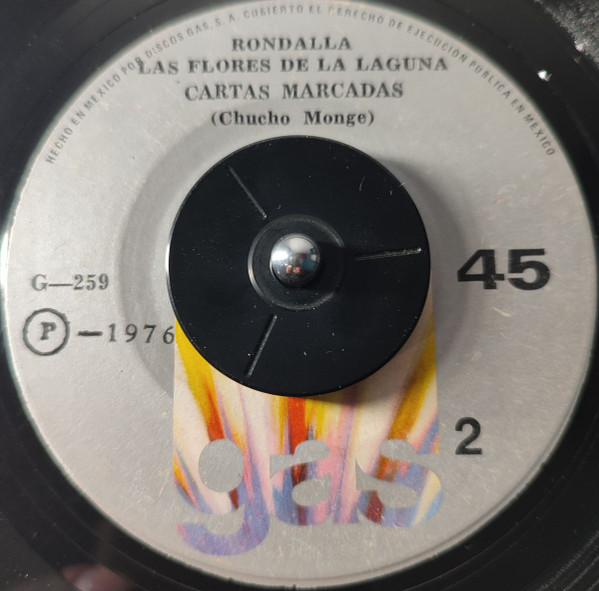 HECHO EN MEXICO POR DISCOS GAS, S. A. CUBIERTO EL DERECHO DE EJECUCION PUBLICA EN MEXICO
RONDALLA
LAS FLORES DE LA LAGUNA
CARTAS MARCADAS
(Chucho Monge)
G—259
45
P —1976
2
gas